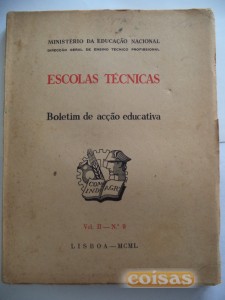 MINISTÉRIO DA EDUCAÇÃO NACIONAL
DIRECÇÃO GERAL DO ENSINO TÉCNICO PROFISSIONAL
ESCOLAS TÉCNICAS
Boletim de acção educativa
Vol. II — N.º 8
LISBOA — MCML
coisas